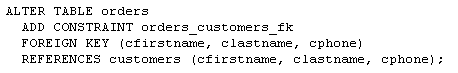 ALTER TABLE orders
ADD CONSTRAINT orders_customers_fk
FOREIGN KEY (cfirstname, clastname, cphone)
REFERENCES customers (cfirstname, clastname, cphone);